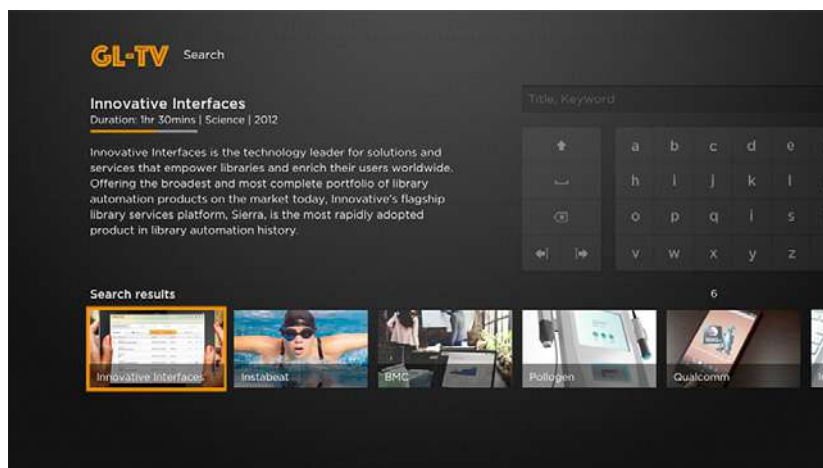 GL-TV Search
Innovative Interfaces
Duration: 1hr 30mins | Science | 2012
Innovative Interfaces is the technology leader for solutions and
services that empower libraries and enrich their users worldwide.
Offering the broadest and most complete portfolio of library
automation products on the market today, Innovative's flagship
library services platform, Sierra, is the most rapidly adopted
product in library automation history.
Title, Keyword
a b c d e
h i j k l
o p q i s
v w x y z
Search results
6
Innovative Interfaces
Instabeat
BMC
Pollogen
Qualcomm